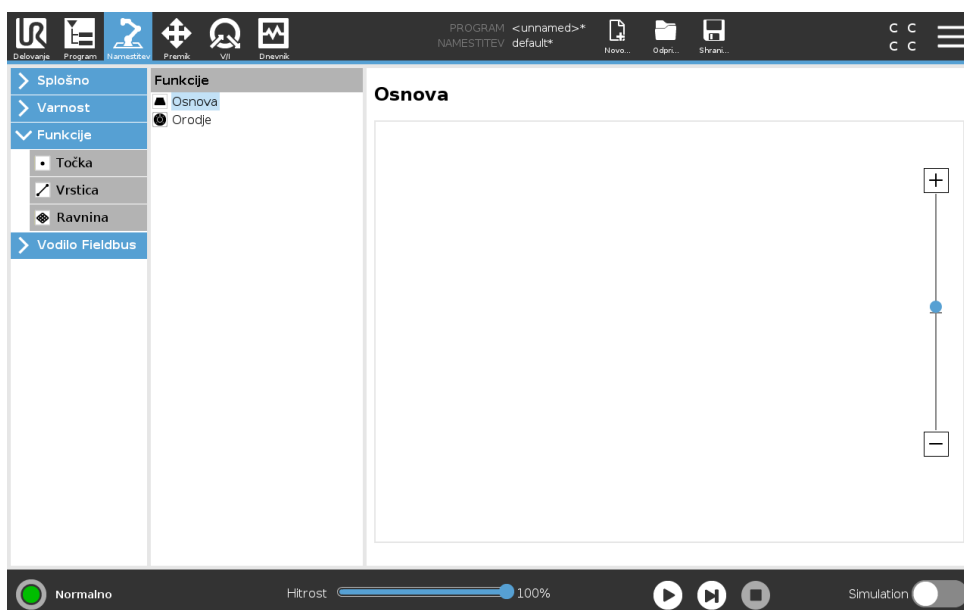 PROGRAM <unnamed>*
NAMESTITEV default*
Delovanje Program Namestitev Premik V/I Dnevnik
Novo... Odpri... Shrani...
C C
C C
Splošno
Varnost
Funkcije
Točka
Vrstica
Ravnina
Vodilo Fieldbus
Funkcije
Osnova
Orodje
Osnova
Normalno
Hitrost 100%
Simulation